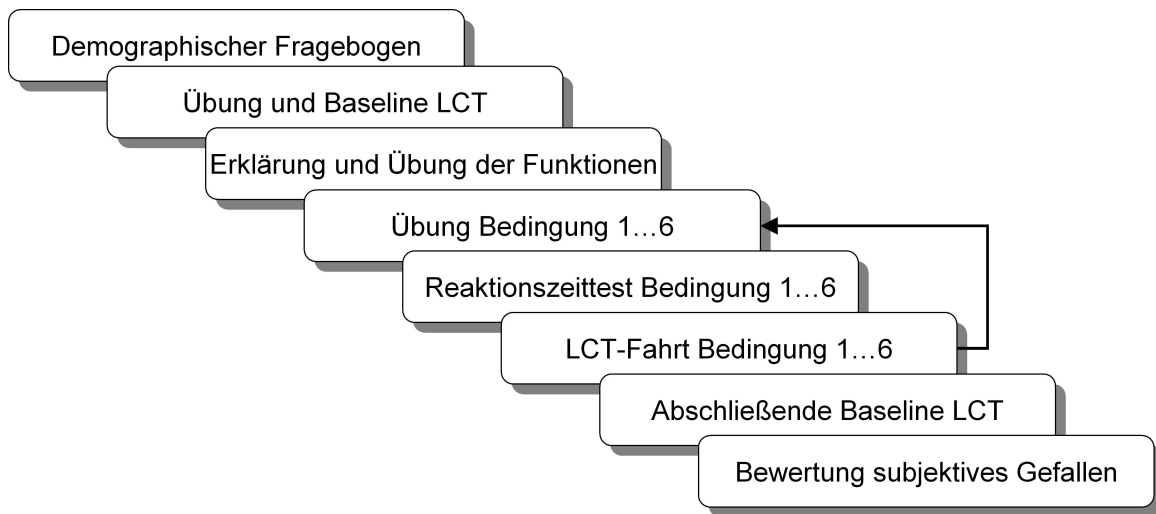 Demographischer Fragebogen
Übung und Baseline LCT
Erklärung und Übung der Funktionen
Übung Bedingung 1…6
Reaktionszeittest Bedingung 1…6
LCT-Fahrt Bedingung 1…6
Abschließende Baseline LCT
Bewertung subjektives Gefallen